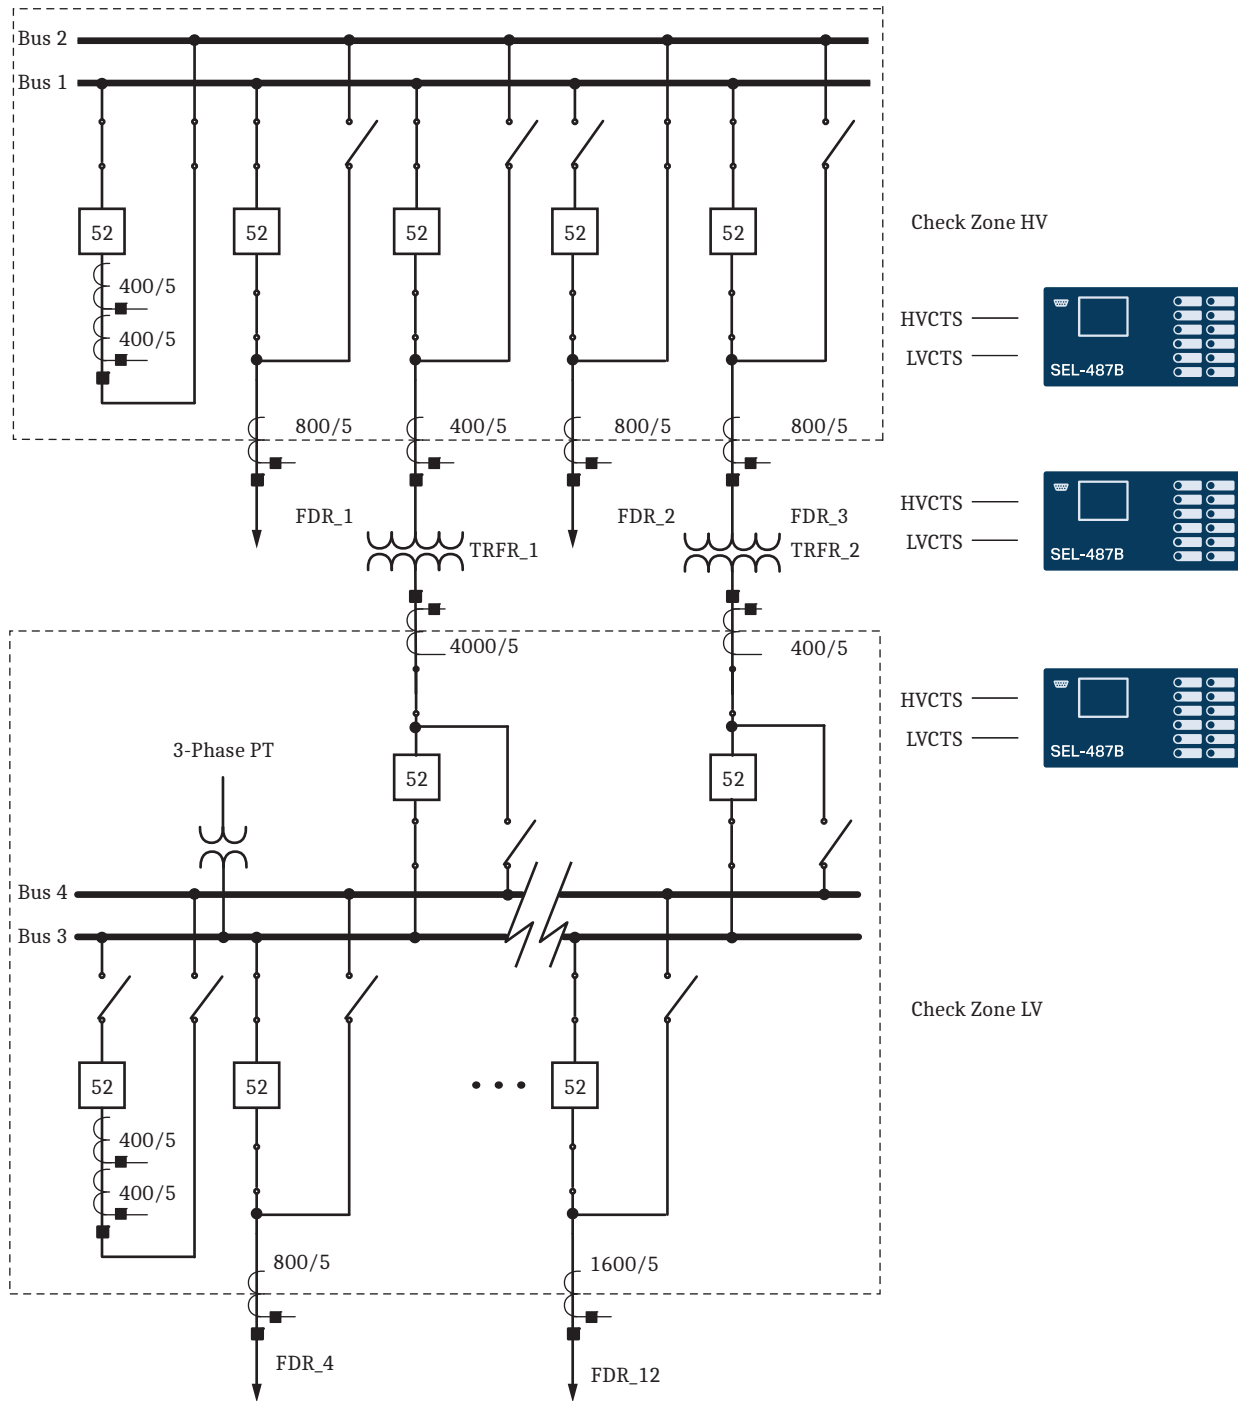 Bus 2
Bus 1
52
52
52
52
52
Check Zone HV
400/5
400/5
HVCTS
LVCTS
SEL-487B
800/5
400/5
800/5
800/5
FDR_1
FDR_2
FDR_3
TRFR_1
TRFR_2
HVCTS
LVCTS
SEL-487B
4000/5
400/5
HVCTS
LVCTS
SEL-487B
3-Phase PT
52
52
Bus 4
Bus 3
Check Zone LV
52
52
52
400/5
400/5
800/5
1600/5
FDR_4
FDR_12